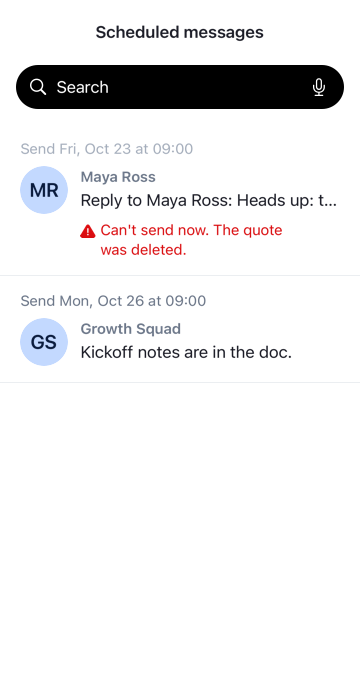 Scheduled messages
Search
Send Fri, Oct 23 at 09:00
MR
Maya Ross
Reply to Maya Ross: Heads up: t...
Can't send now. The quote
was deleted.
Send Mon, Oct 26 at 09:00
GS
Growth Squad
Kickoff notes are in the doc.